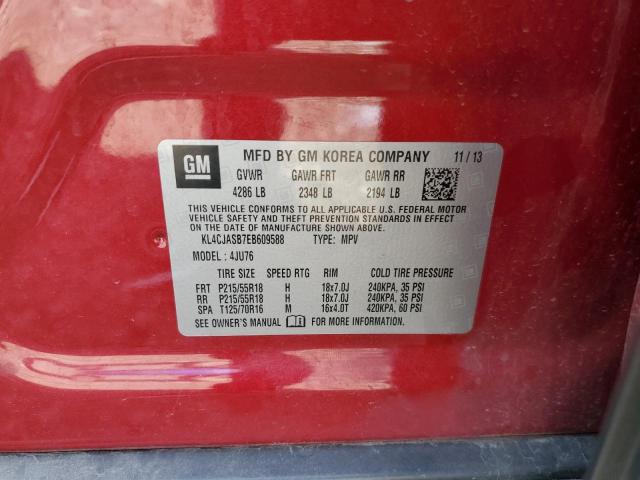 GM
MFD BY GM KOREA COMPANY 11 / 13
GVWR GAWR FRT GAWR RR
4286 LB 2348 LB 2194 LB
THIS VEHICLE CONFORMS TO ALL APPLICABLE U.S. FEDERAL MOTOR
VEHICLE SAFETY AND THEFT PREVENTION STANDARDS IN EFFECT
ON THE DATE OF MANUFACTURE SHOWN ABOVE.
KL4CJASB7EB609588 TYPE: MPV
MODEL : 4JU76
TIRE SIZE SPEED RTG RIM COLD TIRE PRESSURE
FRT P215/55R18 H 18x7.0J 240KPA, 35 PSI
RR P215/55R18 H 18x7.0J 240KPA, 35 PSI
SPA T125/70R16 M 16x4.0T 420KPA, 60 PSI
SEE OWNER'S MANUAL FOR MORE INFORMATION.